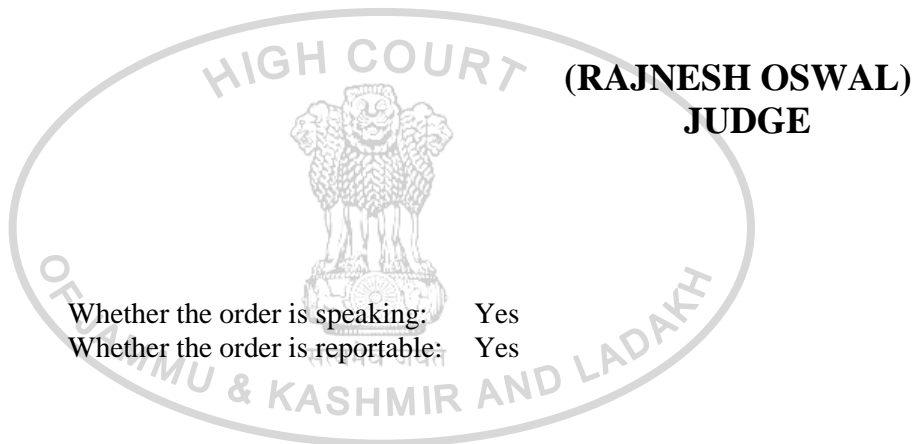 HIGH COURT
(RAJNESH OSWAL)
JUDGE
Whether the order is speaking: Yes
Whether the order is reportable: Yes
OF JAMMU & KASHMIR AND LADAKH